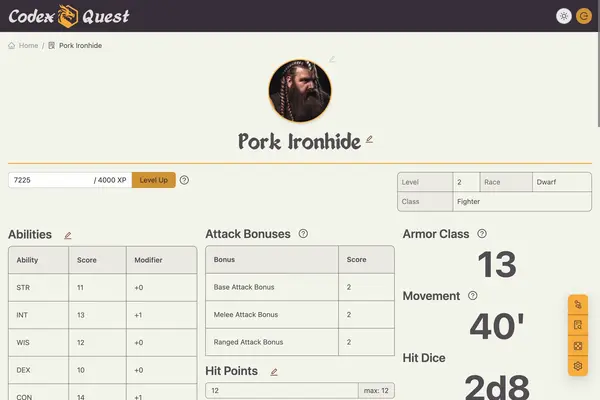 Codex Quest
Home / Pork Ironhide
Pork Ironhide
7225 / 4000 XP Level Up
Level 2 Race Dwarf
Class Fighter
Abilities
Ability Score Modifier
STR 11 +0
INT 13 +1
WIS 12 +0
DEX 10 +0
CON 14 +1
Attack Bonuses
Bonus Score
Base Attack Bonus 2
Melee Attack Bonus 2
Ranged Attack Bonus 2
Hit Points
12 max: 12
Armor Class
13
Movement
40'
Hit Dice
2d8